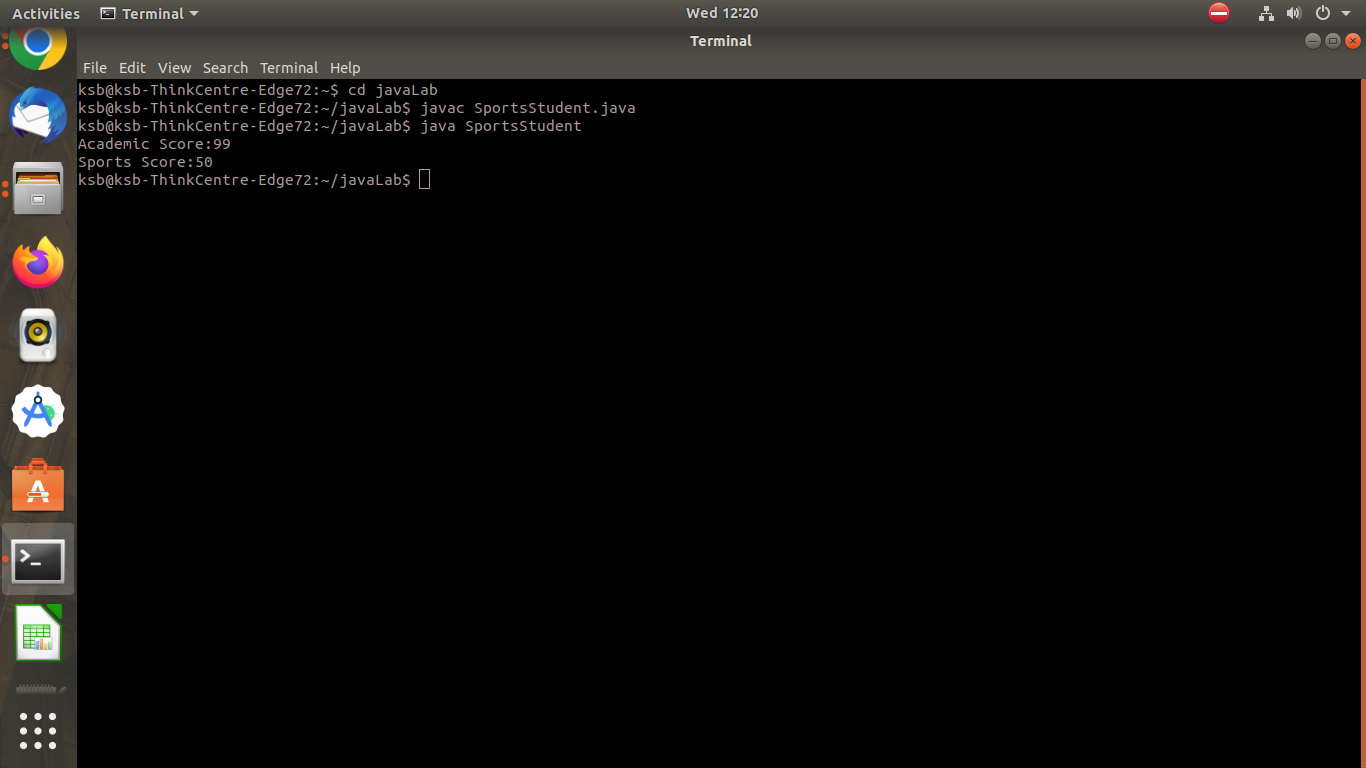 Activities Terminal Wed 12:20
Terminal
File Edit View Search Terminal Help
ksb@ksb-ThinkCentre-Edge72:~$ cd javaLab
ksb@ksb-ThinkCentre-Edge72:~/javaLab$ javac SportsStudent.java
ksb@ksb-ThinkCentre-Edge72:~/javaLab$ java SportsStudent
Academic Score:99
Sports Score:50
ksb@ksb-ThinkCentre-Edge72:~/javaLab$